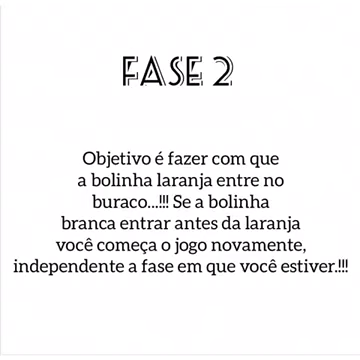 FASE 2
Objetivo é fazer com que
a bolinha laranja entre no
buraco...!!! Se a bolinha
branca entrar antes da laranja
você começa o jogo novamente,
independente a fase em que você estiver.!!!